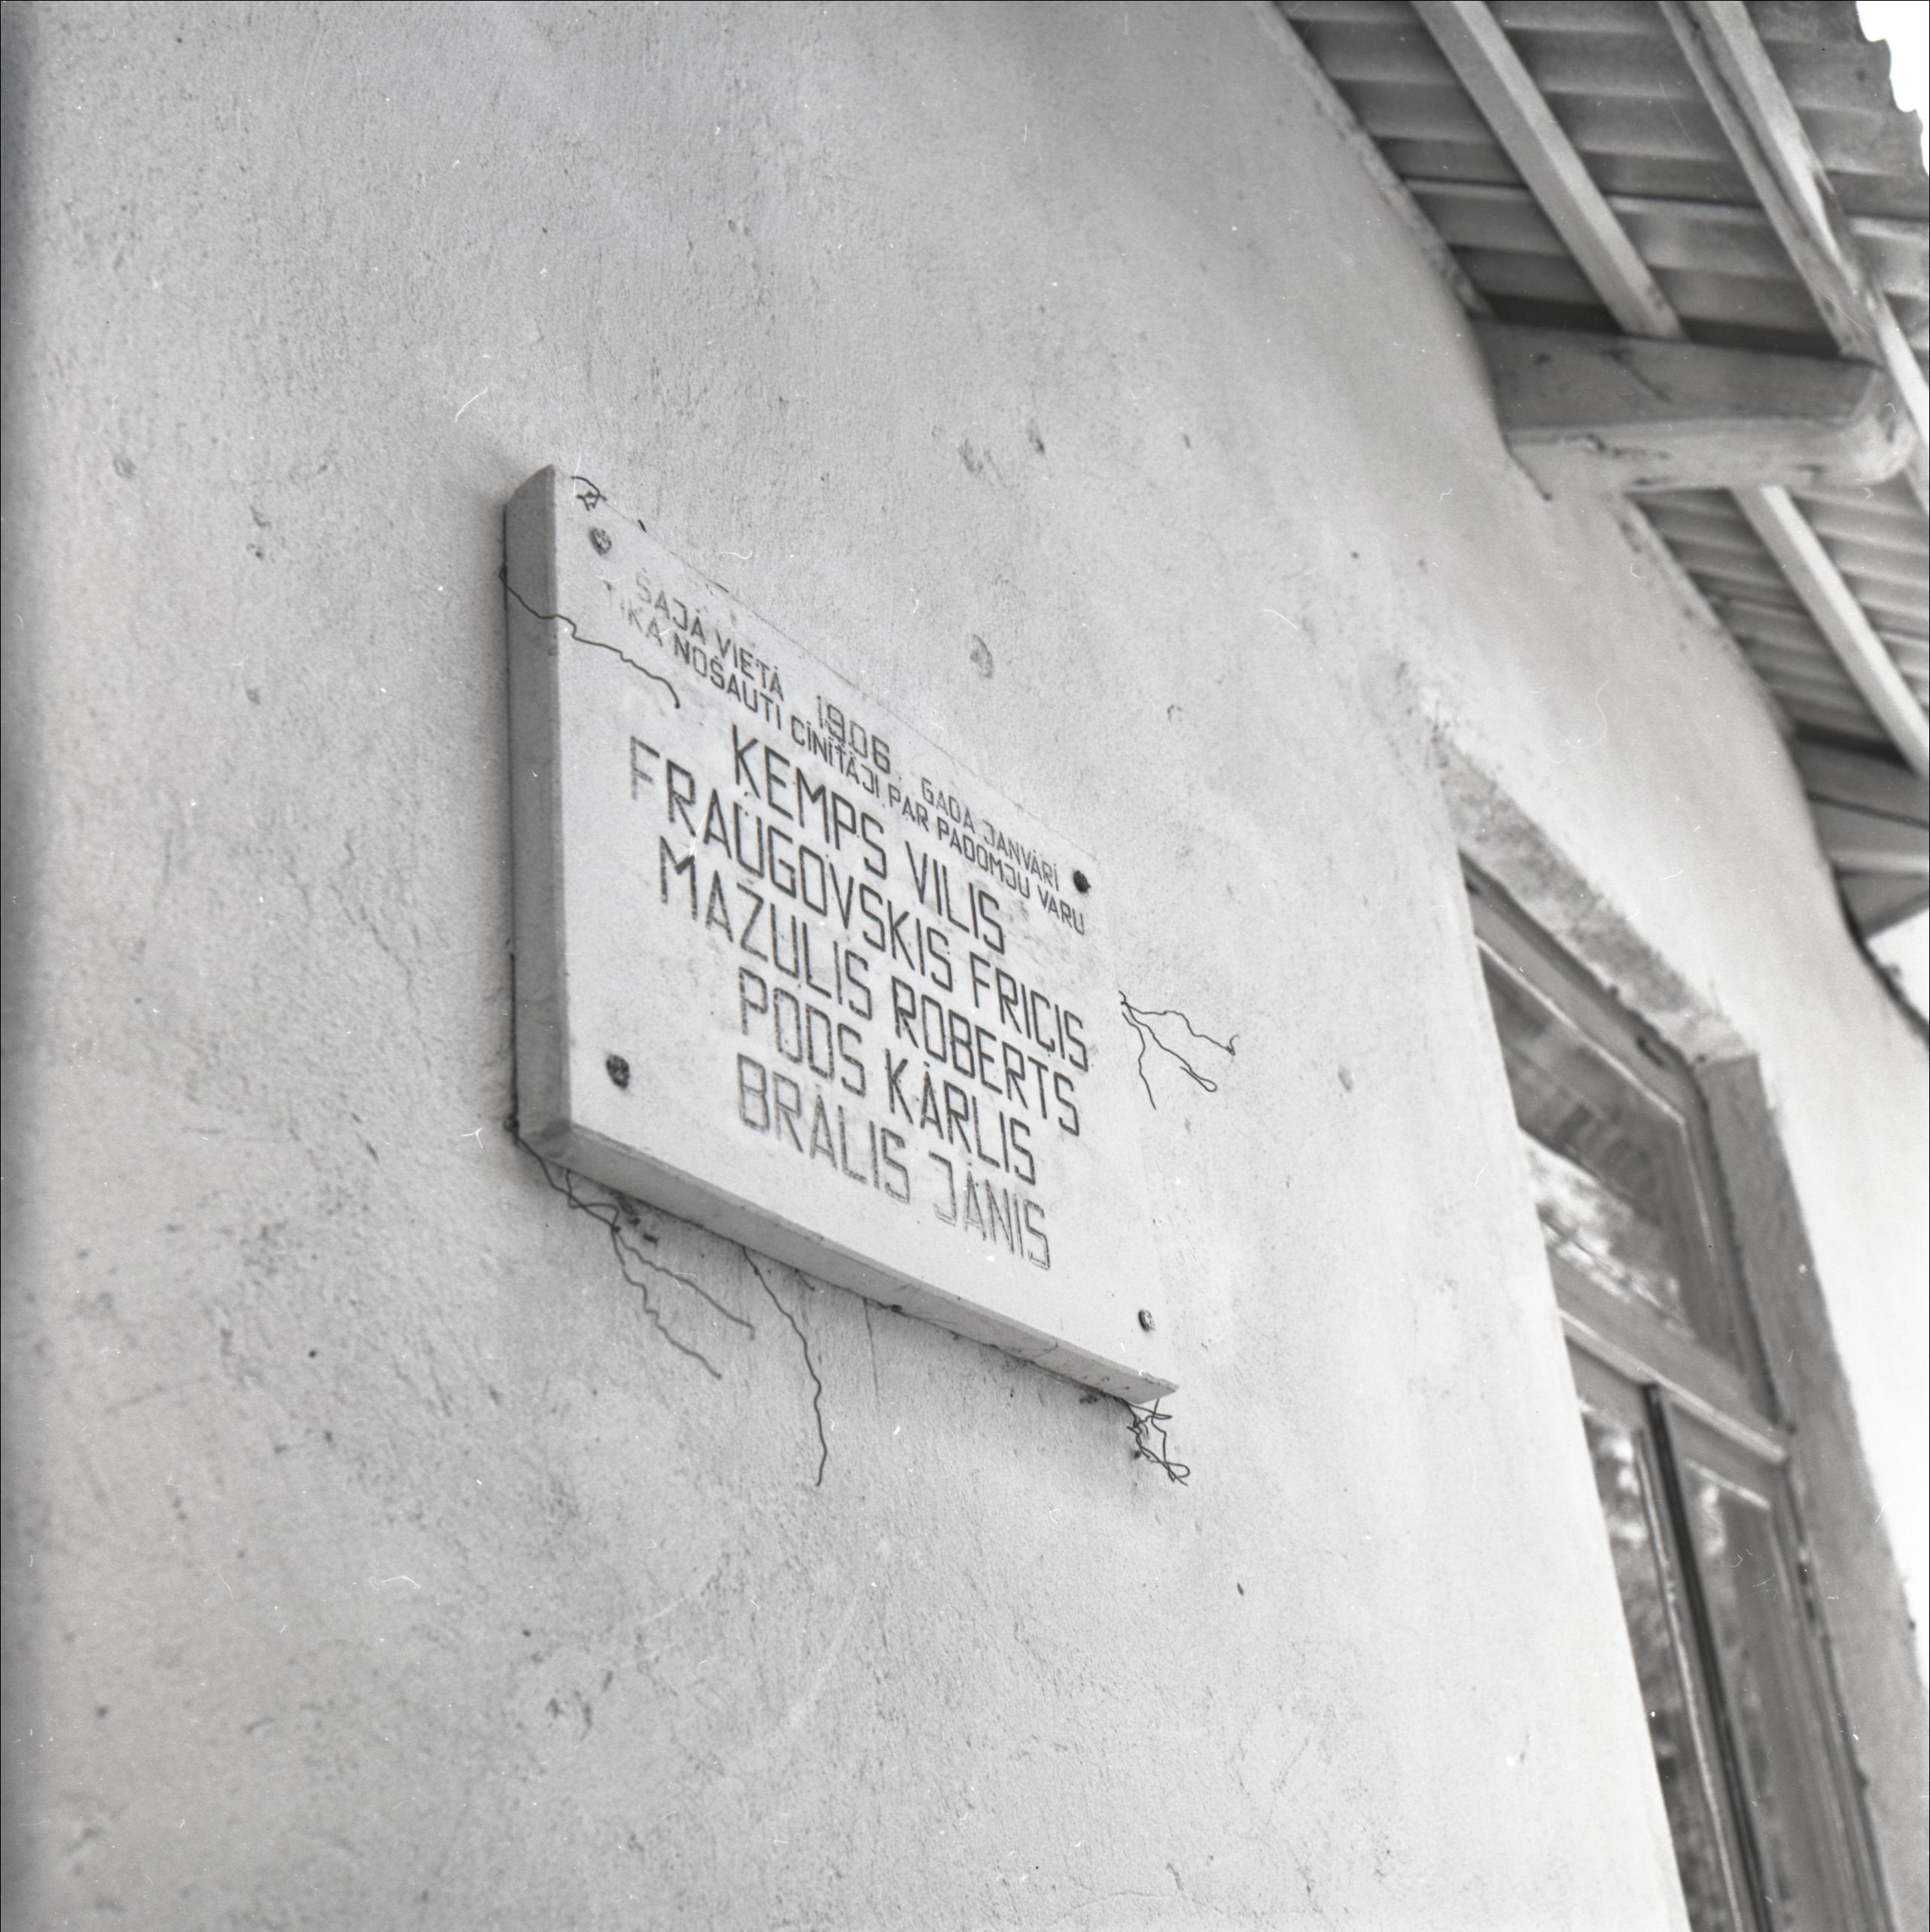 ŠAJĀ VIETĀ 1906. GADA JANVĀRĪ
TIKA NOŠAUTI CĪNĪTĀJI PAR PADOMJU VARU
ĶEMPS VILIS
FRAUGOVSKIS FRICIS
MAZULIS ROBERTS
PODS KĀRLIS
BRĀLIS JĀNIS